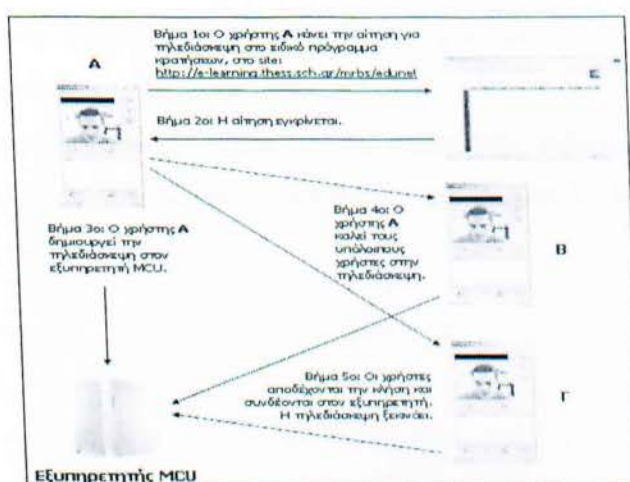 Βήμα 1ο: Ο χρήστης Α κάνει την αίτηση για
τηλεδιάσκεψη στο ειδικό πρόγραμμα
κρατήσεων, στο site:
http://e-learning.thess.sch.gr/mrbs/edunet
Α
Ε
Βήμα 2ο: Η αίτηση εγκρίνεται.
Βήμα 3ο: Ο χρήστης Α
δημιουργεί την
τηλεδιάσκεψη στον
εξυπηρετητή MCU.
Βήμα 4ο: Ο
χρήστης Α
καλεί τους
υπόλοιπους
χρήστες στην
τηλεδιάσκεψη.
Β
Βήμα 5ο: Οι χρήστες
αποδέχονται την κλήση και
συνδέονται στον εξυπηρετητή.
Η τηλεδιάσκεψη ξεκινάει.
Γ
Εξυπηρετητής MCU